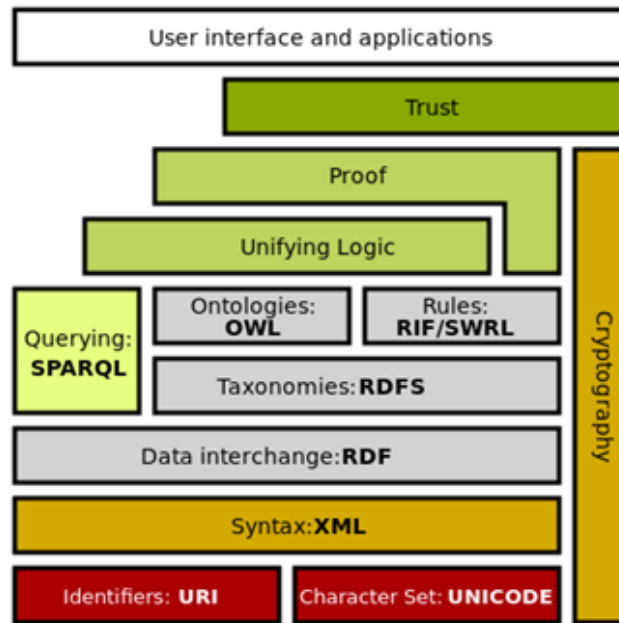 User interface and applications
Trust
Proof
Unifying Logic
Ontologies:
OWL
Rules:
RIF/SWRL
Querying:
SPARQL
Taxonomies: RDFS
Data interchange: RDF
Syntax: XML
Identifiers: URI
Character Set: UNICODE
Cryptography